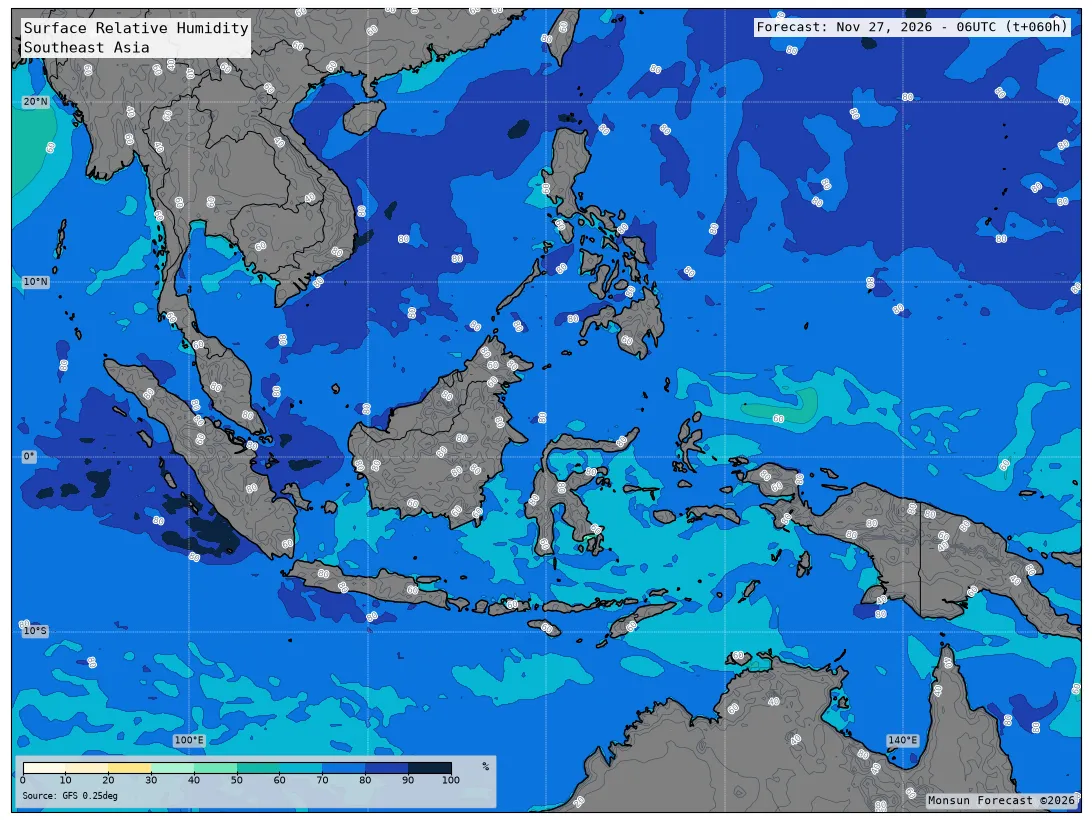 Surface Relative Humidity
Southeast Asia
Forecast: Nov 27, 2026 - 06UTC (t+060h)
20°N
10°N
0°
10°S
100°E
140°E
0 10 20 30 40 50 60 70 80 90 100 %
Source: GFS 0.25deg
Monsun Forecast ©2026